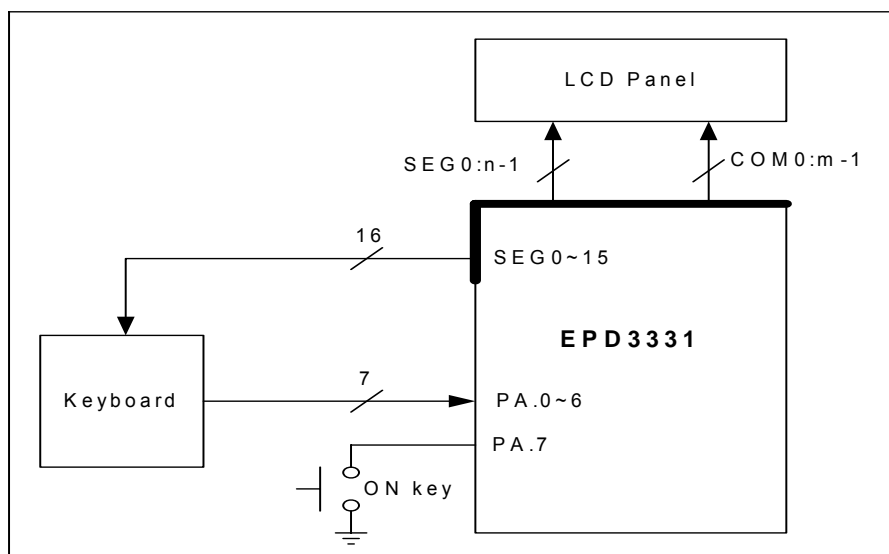 LCD Panel
SEG0:n-1
COM0:m-1
16
SEG0~15
EPD3331
Keyboard
7
PA.0~6
PA.7
ON key